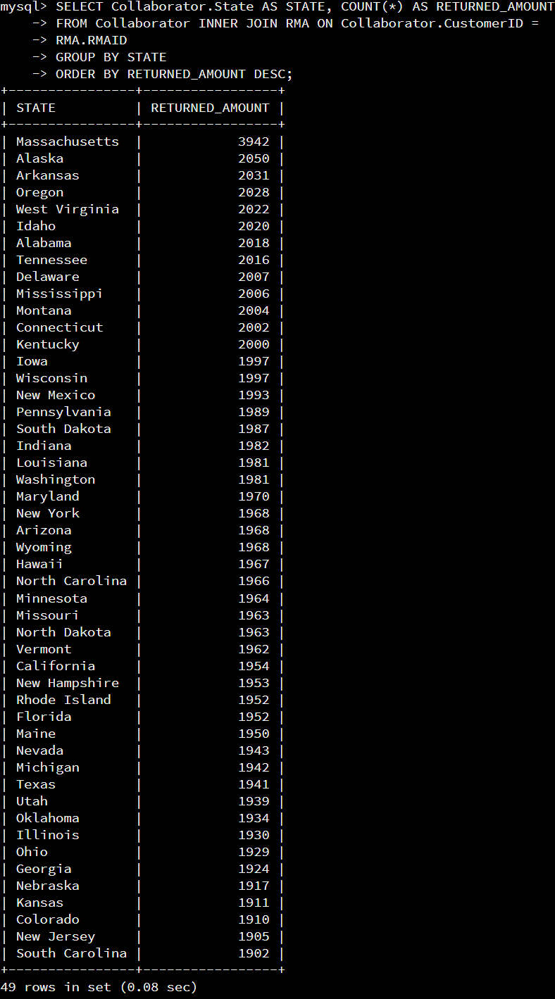 mysql> SELECT Collaborator.State AS STATE, COUNT(*) AS RETURNED_AMOUNT
    -> FROM Collaborator INNER JOIN RMA ON Collaborator.CustomerID =
    -> RMA.RMAID
    -> GROUP BY STATE
    -> ORDER BY RETURNED_AMOUNT DESC;
+----------------+-----------------+
| STATE          | RETURNED_AMOUNT |
+----------------+-----------------+
| Massachusetts  |            3942 |
| Alaska         |            2050 |
| Arkansas       |            2031 |
| Oregon         |            2028 |
| West Virginia  |            2022 |
| Idaho          |            2020 |
| Alabama        |            2018 |
| Tennessee      |            2016 |
| Delaware       |            2007 |
| Mississippi    |            2006 |
| Montana        |            2004 |
| Connecticut    |            2002 |
| Kentucky       |            2000 |
| Iowa           |            1997 |
| Wisconsin      |            1997 |
| New Mexico     |            1993 |
| Pennsylvania   |            1989 |
| South Dakota   |            1987 |
| Indiana        |            1982 |
| Louisiana      |            1981 |
| Washington     |            1981 |
| Maryland       |            1970 |
| New York       |            1968 |
| Arizona        |            1968 |
| Wyoming        |            1968 |
| Hawaii         |            1967 |
| North Carolina |            1966 |
| Minnesota      |            1964 |
| Missouri       |            1963 |
| North Dakota   |            1963 |
| Vermont        |            1962 |
| California     |            1954 |
| New Hampshire  |            1953 |
| Rhode Island   |            1952 |
| Florida        |            1952 |
| Maine          |            1950 |
| Nevada         |            1943 |
| Michigan       |            1942 |
| Texas          |            1941 |
| Utah           |            1939 |
| Oklahoma       |            1934 |
| Illinois       |            1930 |
| Ohio           |            1929 |
| Georgia        |            1924 |
| Nebraska       |            1917 |
| Kansas         |            1911 |
| Colorado       |            1910 |
| New Jersey     |            1905 |
| South Carolina |            1902 |
+----------------+-----------------+
49 rows in set (0.08 sec)